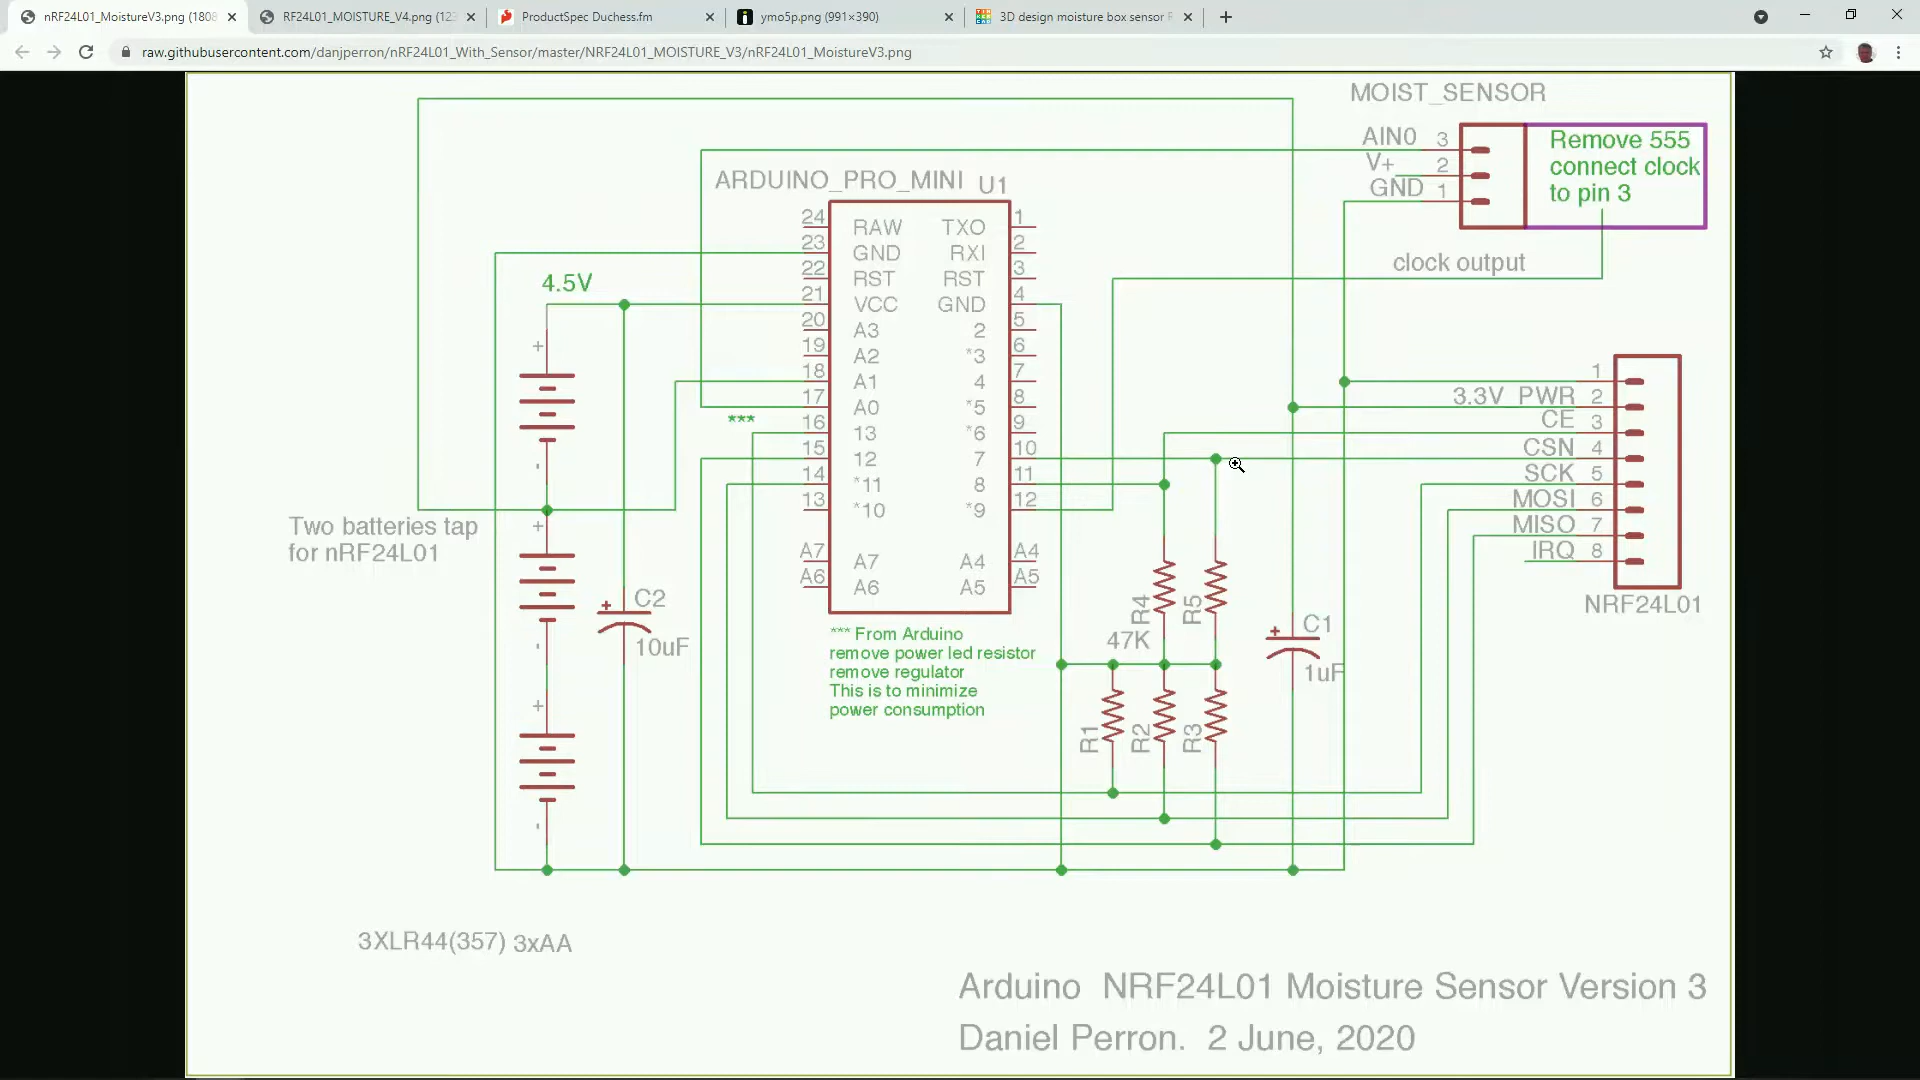 nRF24L01_MoistureV3.png (1808
RF24L01_MOISTURE_V4.png (123
ProductSpec Duchess.fm
ymo5p.png (991×390)
3D design moisture box sensor
raw.githubusercontent.com/danjperron/nRF24L01_With_Sensor/master/NRF24L01_MOISTURE_V3/nRF24L01_MoistureV3.png
MOIST_SENSOR
AIN0 3
V+ 2
GND 1
Remove 555
connect clock
to pin 3
clock output
ARDUINO_PRO_MINI U1
24 RAW TXO 1
23 GND RXI 2
22 RST RST 3
21 VCC GND 4
20 A3 2 5
19 A2 *3 6
18 A1 4 7
17 A0 *5 8
16 13 *6 9
15 12 7 10
14 *11 8 11
13 *10 *9 12
A7 A7 A4 A4
A6 A6 A5 A5
***
4.5V
+
-
+
-
+
-
Two batteries tap
for nRF24L01
+ C2
10uF
*** From Arduino
remove power led resistor
remove regulator
This is to minimize
power consumption
R4
R5
47K
R1
R2
R3
+ C1
1uF
1
3.3V PWR 2
CE 3
CSN 4
SCK 5
MOSI 6
MISO 7
IRQ 8
NRF24L01
3XLR44(357) 3xAA
Arduino NRF24L01 Moisture Sensor Version 3
Daniel Perron. 2 June, 2020